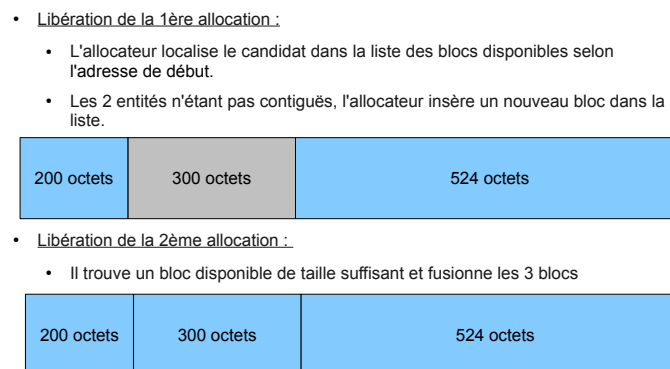 • Libération de la 1ère allocation :
• L'allocateur localise le candidat dans la liste des blocs disponibles selon
l'adresse de début.
• Les 2 entités n'étant pas contiguës, l'allocateur insère un nouveau bloc dans la
liste.
200 octets 300 octets 524 octets
• Libération de la 2ème allocation :
• Il trouve un bloc disponible de taille suffisant et fusionne les 3 blocs
200 octets 300 octets 524 octets